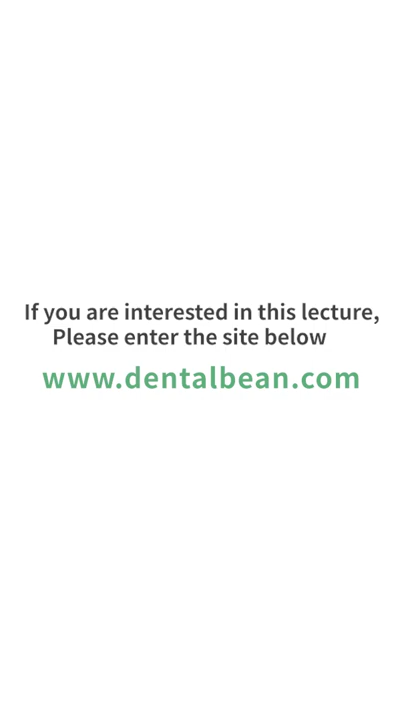 If you are interested in this lecture,
Please enter the site below
www.dentalbean.com